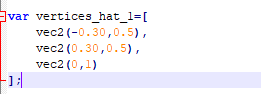 var vertices_hat_1=[
vec2(-0.30,0.5),
vec2(0.30,0.5),
vec2(0,1)
];